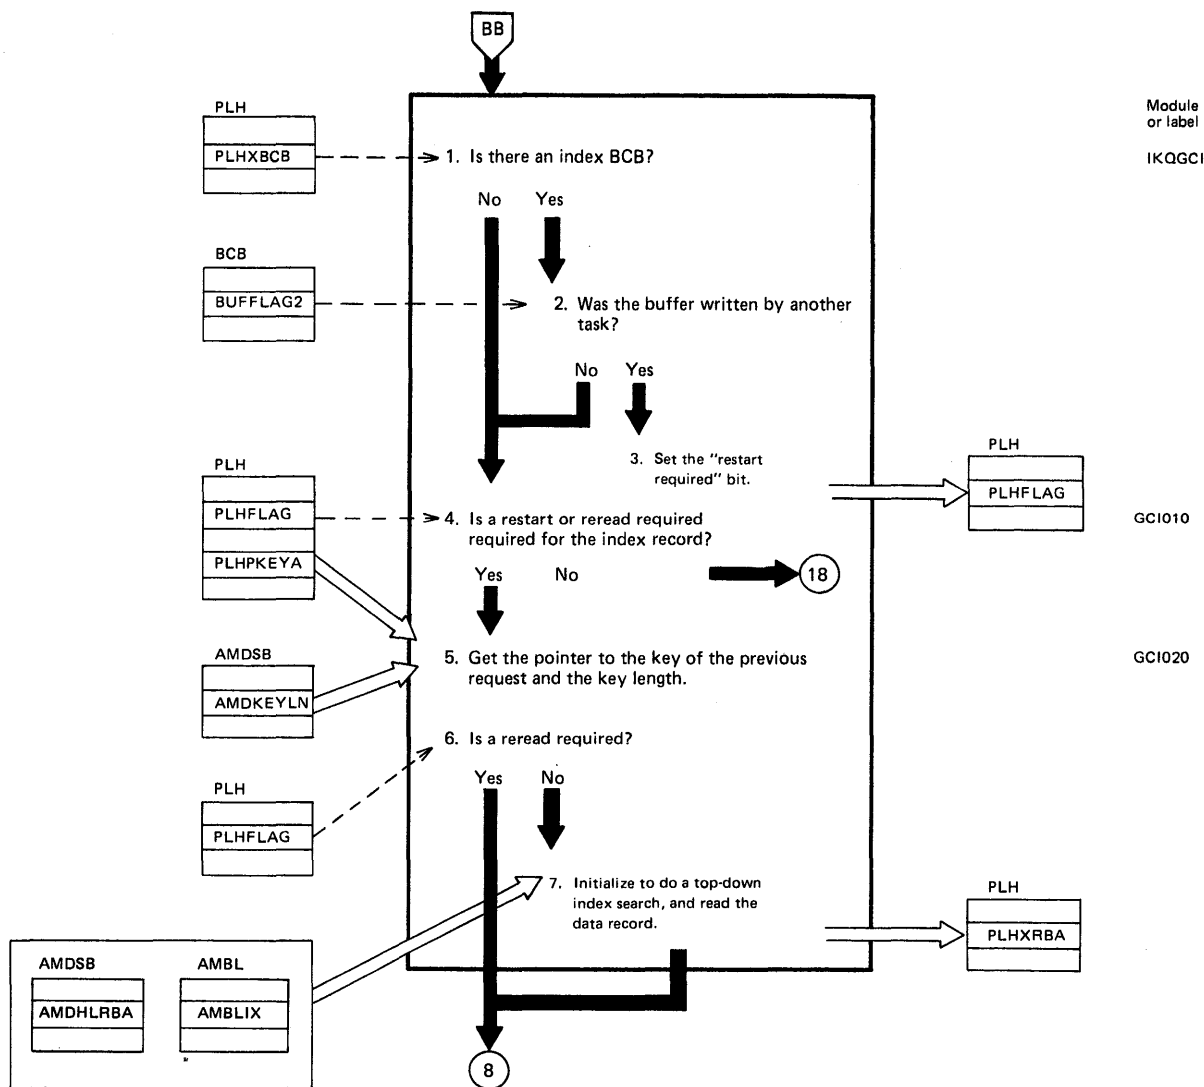 BB
PLH
Module
or label
PLHXBCB
1. Is there an index BCB?
IKQGCI
No Yes
BCB
BUFFLAG2
2. Was the buffer written by another
task?
No Yes
PLH
3. Set the "restart
required" bit.
PLH
PLHFLAG
PLHFLAG
4. Is a restart or reread required
required for the index record?
GCI010
PLHPKEYA
Yes No
18
AMDSB
5. Get the pointer to the key of the previous
request and the key length.
GCI020
AMDKEYLN
6. Is a reread required?
Yes No
PLH
PLHFLAG
7. Initialize to do a top-down
index search, and read the
data record.
PLH
PLHXRBA
AMDSB AMBL
AMDHLRBA AMBLIX
8